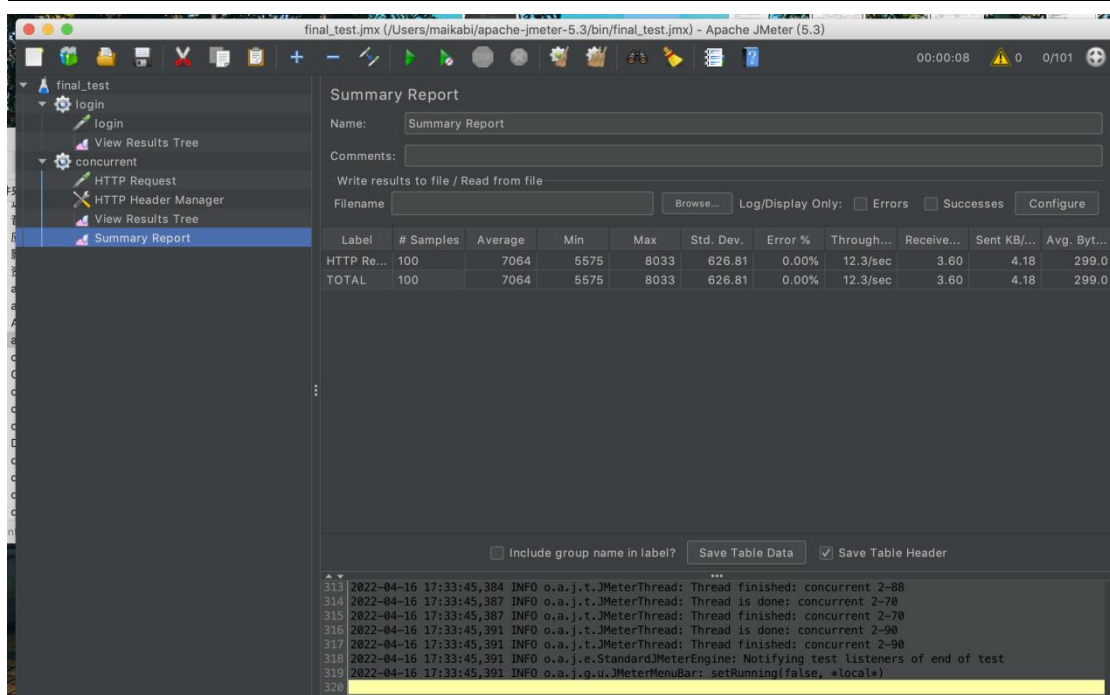 final_test.jmx (/Users/maikabi/apache-jmeter-5.3/bin/final_test.jmx) - Apache JMeter (5.3)
00:00:08 0 0/101
final_test
login
login
View Results Tree
concurrent
HTTP Request
HTTP Header Manager
View Results Tree
Summary Report
Summary Report
Name: Summary Report
Comments:
Write results to file / Read from file
Filename Browse... Log/Display Only: Errors Successes Configure
Label # Samples Average Min Max Std. Dev. Error % Through... Receive... Sent KB/... Avg. Byt...
HTTP Re... 100 7064 5575 8033 626.81 0.00% 12.3/sec 3.60 4.18 299.0
TOTAL 100 7064 5575 8033 626.81 0.00% 12.3/sec 3.60 4.18 299.0
Include group name in label? Save Table Data Save Table Header
313 2022-04-16 17:33:45,384 INFO o.a.j.t.JMeterThread: Thread finished: concurrent 2-88
314 2022-04-16 17:33:45,387 INFO o.a.j.t.JMeterThread: Thread is done: concurrent 2-70
315 2022-04-16 17:33:45,387 INFO o.a.j.t.JMeterThread: Thread finished: concurrent 2-70
316 2022-04-16 17:33:45,391 INFO o.a.j.t.JMeterThread: Thread is done: concurrent 2-90
317 2022-04-16 17:33:45,391 INFO o.a.j.t.JMeterThread: Thread finished: concurrent 2-90
318 2022-04-16 17:33:45,391 INFO o.a.j.e.StandardJMeterEngine: Notifying test listeners of end of test
319 2022-04-16 17:33:45,391 INFO o.a.j.g.u.JMeterMenuBar: setRunning(false, *local*)
320